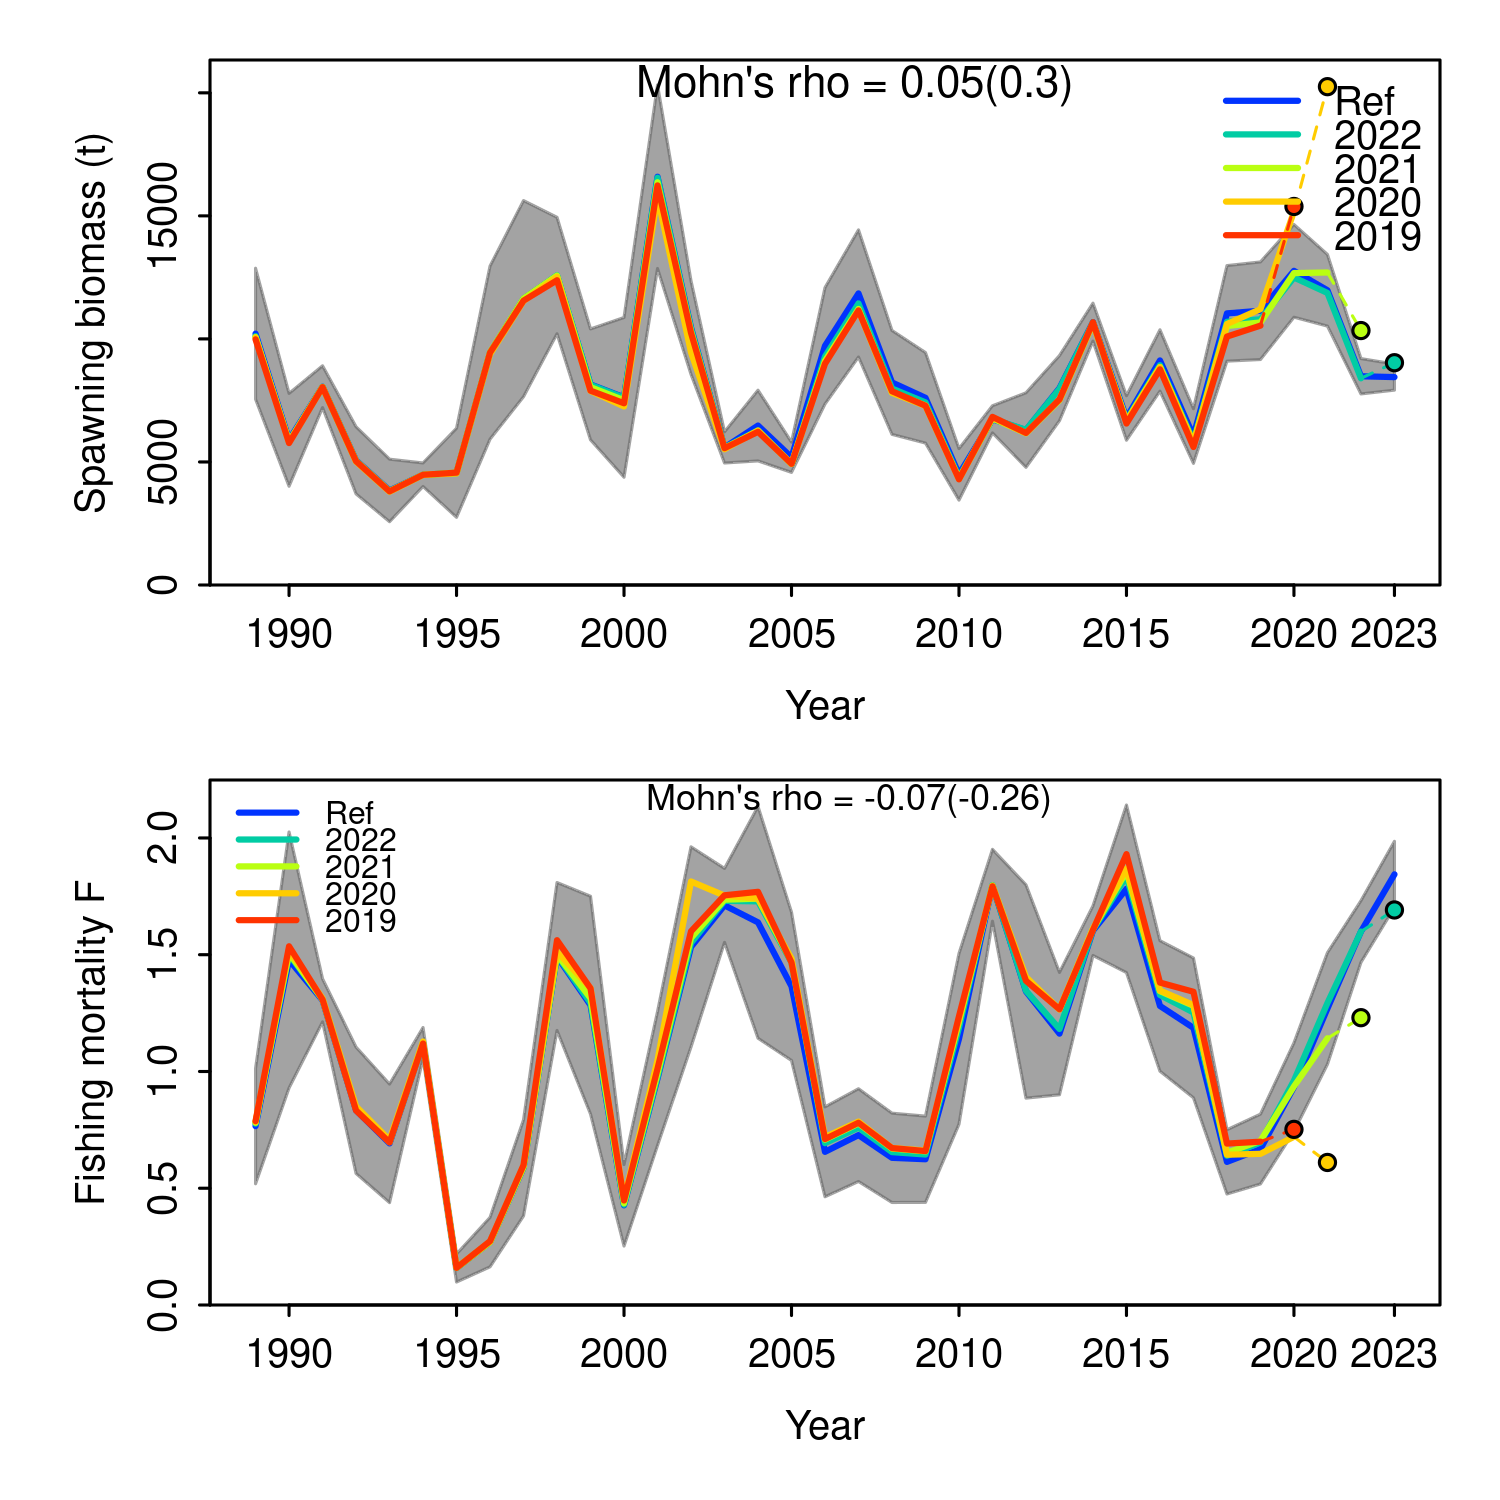 Mohn's rho = 0.05(0.3)
Ref
2022
2021
2020
2019
Spawning biomass (t)
0
5000
15000
1990 1995 2000 2005 2010 2015 2020 2023
Year
Mohn's rho = -0.07(-0.26)
Ref
2022
2021
2020
2019
Fishing mortality F
0.0
0.5
1.0
1.5
2.0
1990 1995 2000 2005 2010 2015 2020 2023
Year